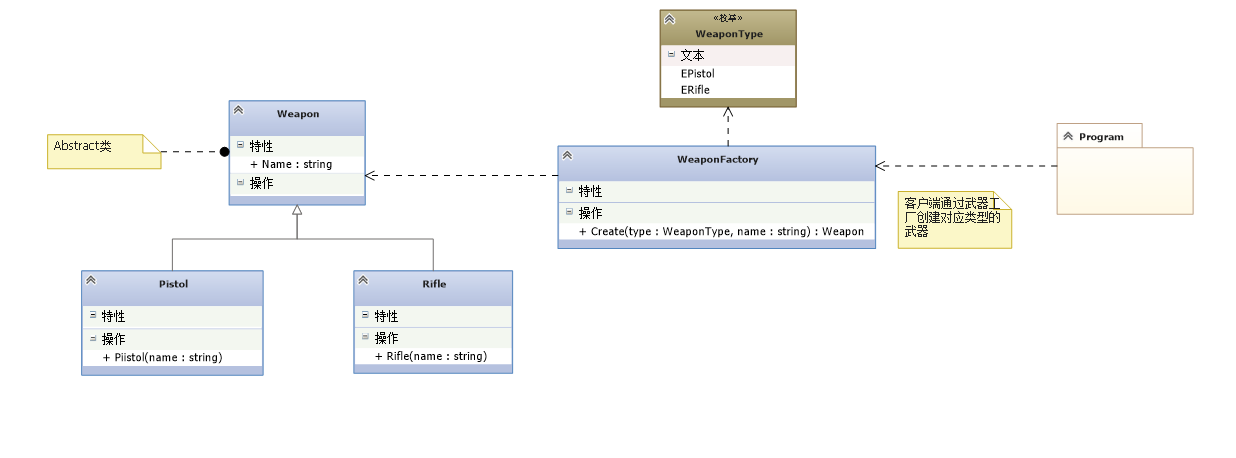 «枚举»
WeaponType
文本
EPistol
ERifle
Weapon
特性
+ Name : string
操作
Abstract类
WeaponFactory
特性
操作
+ Create(type : WeaponType, name : string) : Weapon
Program
客户端通过武器工
厂创建对应类型的
武器
Pistol
特性
操作
+ Piistol(name : string)
Rifle
特性
操作
+ Rifle(name : string)